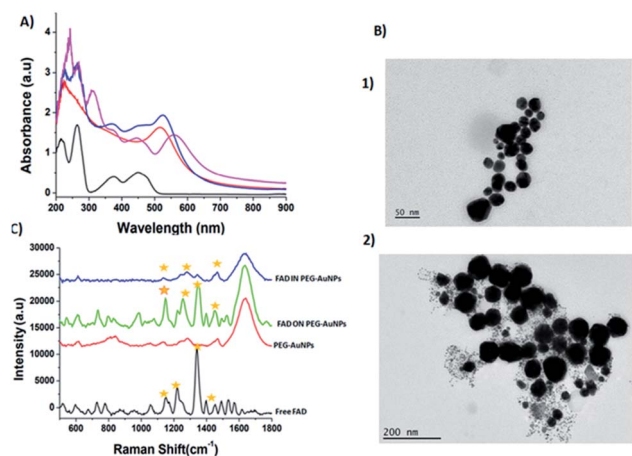 A)
4
3
2
1
0
Absorbance (a.u)
200 300 400 500 600 700 800 900
Wavelength (nm)
B)
1)
50 nm
C)
30000
25000
20000
15000
10000
5000
0
Intensity(a.u)
FAD IN PEG-AuNPs
FAD ON PEG-AuNPs
PEG-AuNPs
Free FAD
600 800 1000 1200 1400 1600 1800
Raman Shift(cm⁻¹)
2)
200 nm